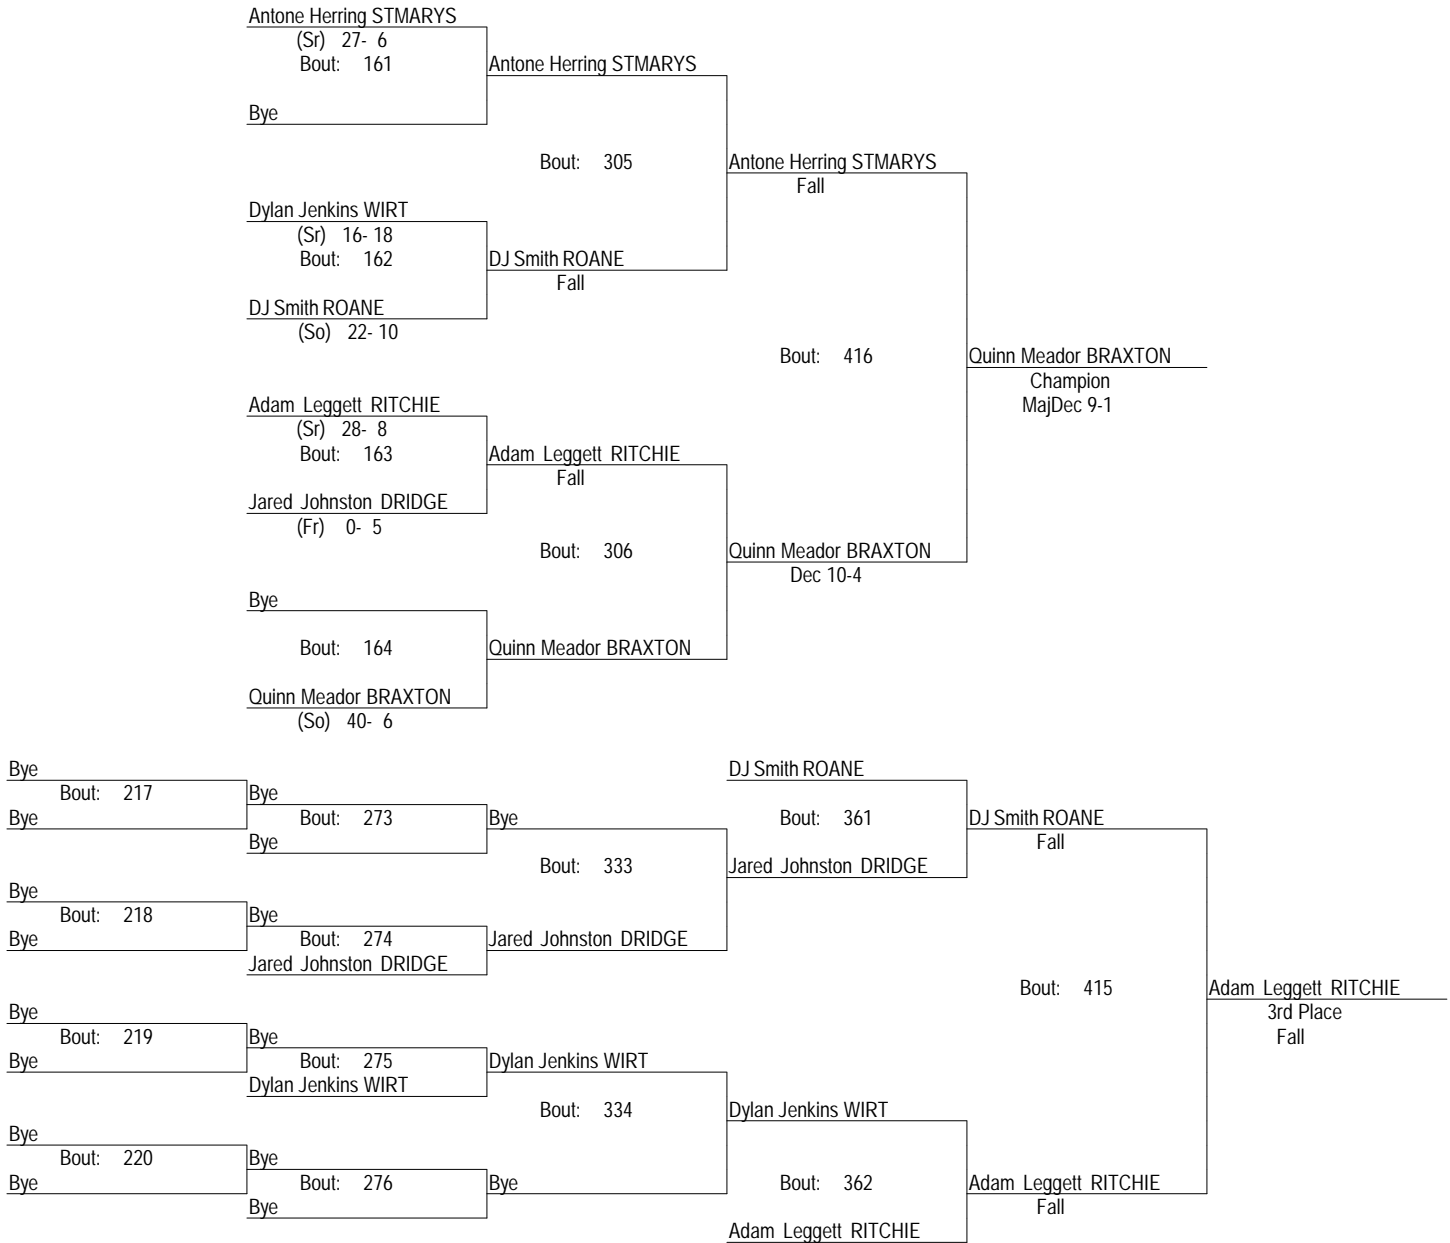 Antone Herring STMARYS
(Sr) 27- 6
Bout: 161
Antone Herring STMARYS
Bye
Bout: 305
Antone Herring STMARYS
Fall
Dylan Jenkins WIRT
(Sr) 16- 18
Bout: 162
DJ Smith ROANE
Fall
DJ Smith ROANE
(So) 22- 10
Bout: 416
Quinn Meador BRAXTON
Champion
MajDec 9-1
Adam Leggett RITCHIE
(Sr) 28- 8
Bout: 163
Adam Leggett RITCHIE
Fall
Jared Johnston DRIDGE
(Fr) 0- 5
Bout: 306
Quinn Meador BRAXTON
Dec 10-4
Bye
Bout: 164
Quinn Meador BRAXTON
Quinn Meador BRAXTON
(So) 40- 6
Bye
DJ Smith ROANE
Bout: 217
Bye
Bye
Bout: 273
Bye
Bout: 361
DJ Smith ROANE
Bye
Fall
Bout: 333
Jared Johnston DRIDGE
Bye
Bout: 218
Bye
Bye
Bout: 274
Jared Johnston DRIDGE
Jared Johnston DRIDGE
Bout: 415
Adam Leggett RITCHIE
3rd Place
Fall
Bye
Bout: 219
Bye
Bye
Bout: 275
Dylan Jenkins WIRT
Dylan Jenkins WIRT
Bout: 334
Dylan Jenkins WIRT
Bye
Bout: 220
Bye
Bye
Bout: 276
Bye
Bout: 362
Adam Leggett RITCHIE
Bye
Fall
Adam Leggett RITCHIE